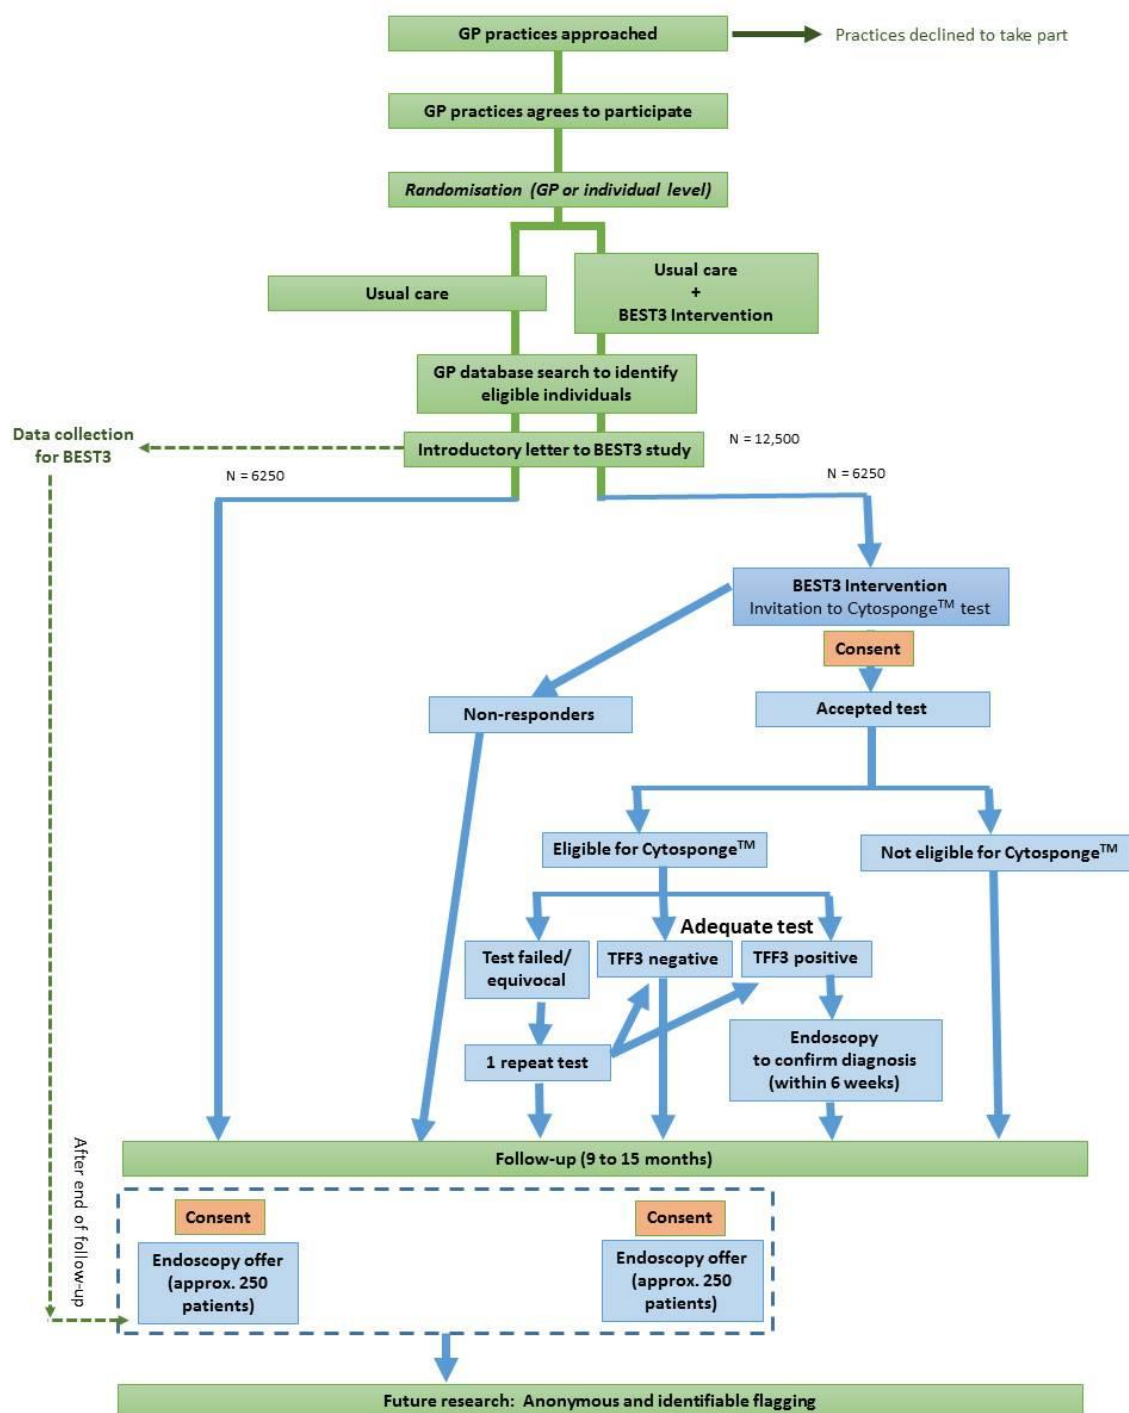 GP practices approached
Practices declined to take part
GP practices agrees to participate
Randomisation (GP or individual level)
Usual care
Usual care
+
BEST3 Intervention
GP database search to identify
eligible individuals
Data collection
for BEST3
Introductory letter to BEST3 study
N = 12,500
N = 6250
N = 6250
BEST3 Intervention
Invitation to Cytosponge™ test
Consent
Non-responders
Accepted test
Eligible for Cytosponge™
Not eligible for Cytosponge™
Adequate test
Test failed/
equivocal
TFF3 negative
TFF3 positive
1 repeat test
Endoscopy
to confirm diagnosis
(within 6 weeks)
Follow-up (9 to 15 months)
After end of follow-up
Consent
Endoscopy offer
(approx. 250
patients)
Consent
Endoscopy offer
(approx. 250
patients)
Future research: Anonymous and identifiable flagging